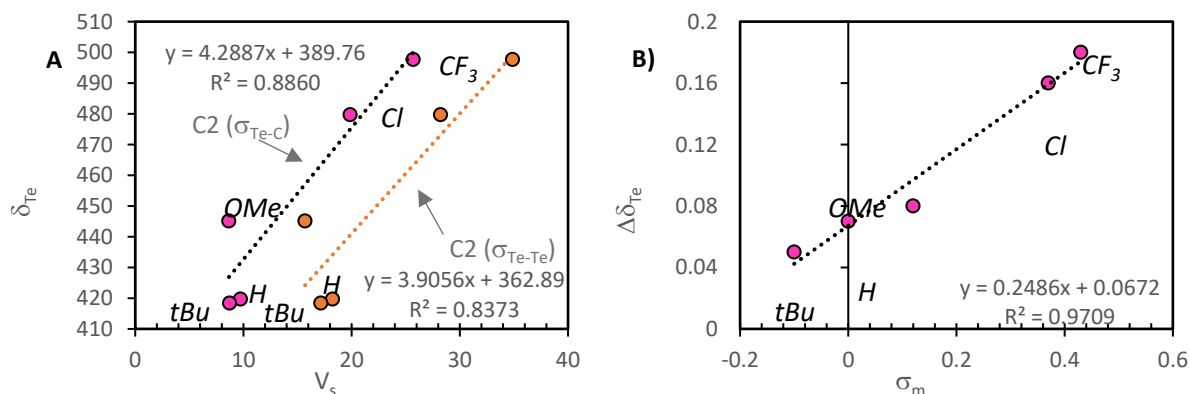 A
510
500
490
480
470
460
450
440
430
420
410
0
10
20
30
40
δTe
Vs
y = 4.2887x + 389.76
R² = 0.8860
C2 (σTe-C)
CF3
Cl
OMe
H
tBu
H
tBu
C2 (σTe-Te)
y = 3.9056x + 362.89
R² = 0.8373
B)
0.2
0.16
0.12
0.08
0.04
0
-0.2
0
0.2
0.4
0.6
ΔδTe
σm
CF3
Cl
OMe
H
tBu
y = 0.2486x + 0.0672
R² = 0.9709